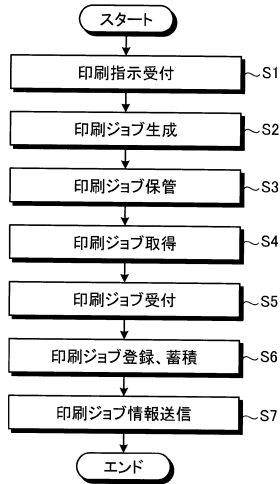 スタート
印刷指示受付 S1
印刷ジョブ生成 S2
印刷ジョブ保管 S3
印刷ジョブ取得 S4
印刷ジョブ受付 S5
印刷ジョブ登録、蓄積 S6
印刷ジョブ情報送信 S7
エンド